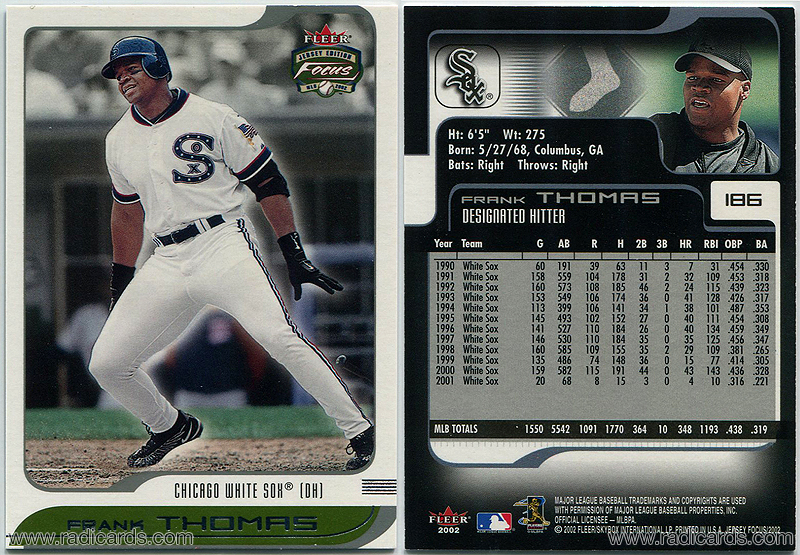 FLEER
JERSEY EDITION
Focus
MLB 2002
SOX
CHICAGO WHITE SOX® (DH)
FRANK THOMAS
www.radicards.com
SOX®
Ht: 6'5" Wt: 275
Born: 5/27/68, Columbus, GA
Bats: Right Throws: Right
186
FRANK THOMAS
DESIGNATED HITTER
Year Team G AB R H 2B 3B HR RBI OBP BA
1990 White Sox 60 191 39 63 11 3 7 31 .454 .330
1991 White Sox 158 559 104 178 31 2 32 109 .453 .318
1992 White Sox 160 573 108 185 46 2 24 115 .439 .323
1993 White Sox 153 549 106 174 36 0 41 128 .426 .317
1994 White Sox 113 399 106 141 34 1 38 101 .487 .353
1995 White Sox 145 493 102 152 27 0 40 111 .454 .308
1996 White Sox 141 527 110 184 26 0 40 134 .459 .349
1997 White Sox 146 530 110 184 35 0 35 125 .456 .347
1998 White Sox 160 585 109 155 35 2 29 109 .381 .265
1999 White Sox 135 486 74 148 36 0 15 77 .414 .305
2000 White Sox 159 582 115 191 44 0 43 143 .436 .328
2001 White Sox 20 68 8 15 3 0 4 10 .316 .221
MLB TOTALS 1550 5542 1091 1770 364 10 348 1193 .438 .319
FLEER
2002
MAJOR LEAGUE BASEBALL TRADEMARKS AND COPYRIGHTS ARE USED
WITH PERMISSION OF MAJOR LEAGUE BASEBALL PROPERTIES, INC.
OFFICIAL LICENSEE – MLBPA.
© 2002 FLEER/SKYBOX INTERNATIONAL LP. PRINTED IN U.S.A. JERSEY FOCUS/2002
www.radicards.com